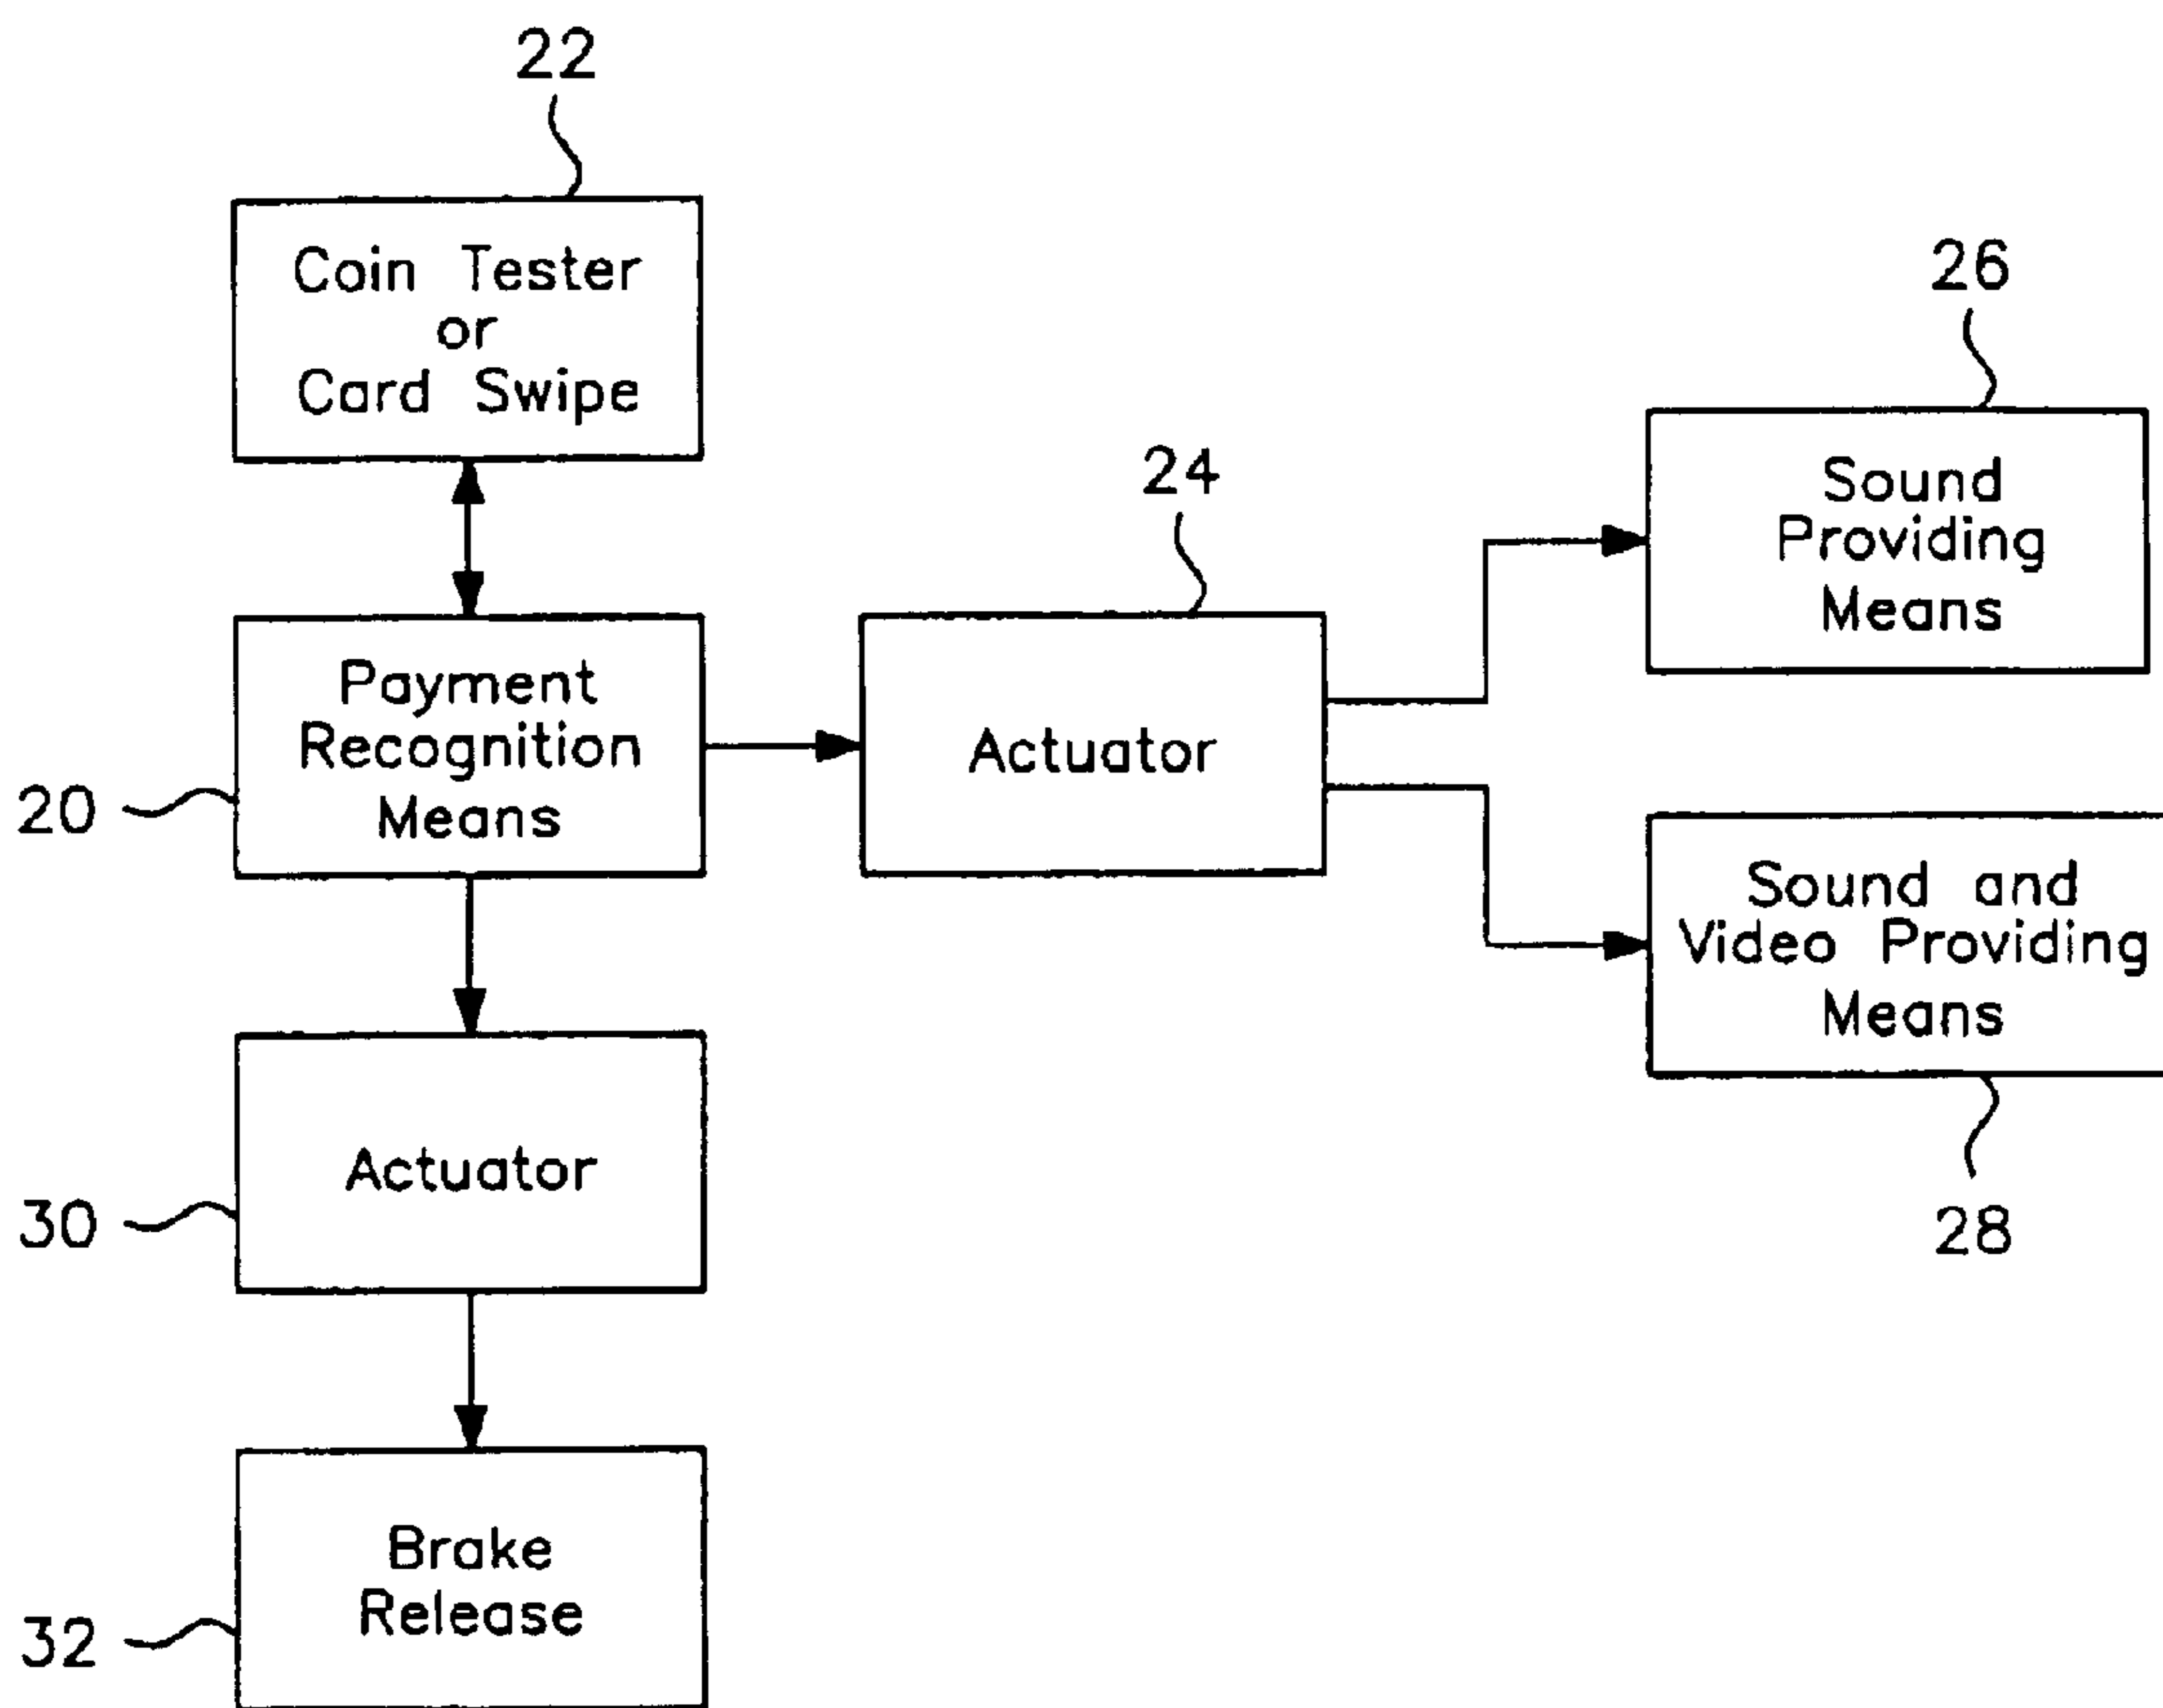 22
Coin Tester
or
Card Swipe
26
Sound
Providing
Means
24
Payment
Recognition
Means
20
Actuator
Sound and
Video Providing
Means
28
Actuator
30
Brake
Release
32